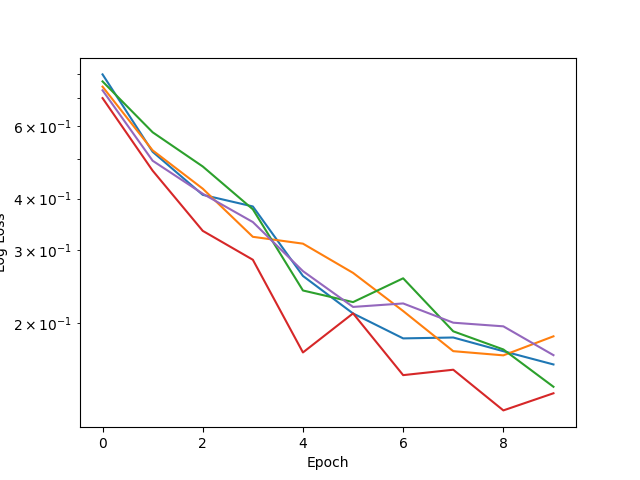 6 × 10⁻¹
4 × 10⁻¹
3 × 10⁻¹
2 × 10⁻¹
0 2 4 6 8
Epoch
Log Loss